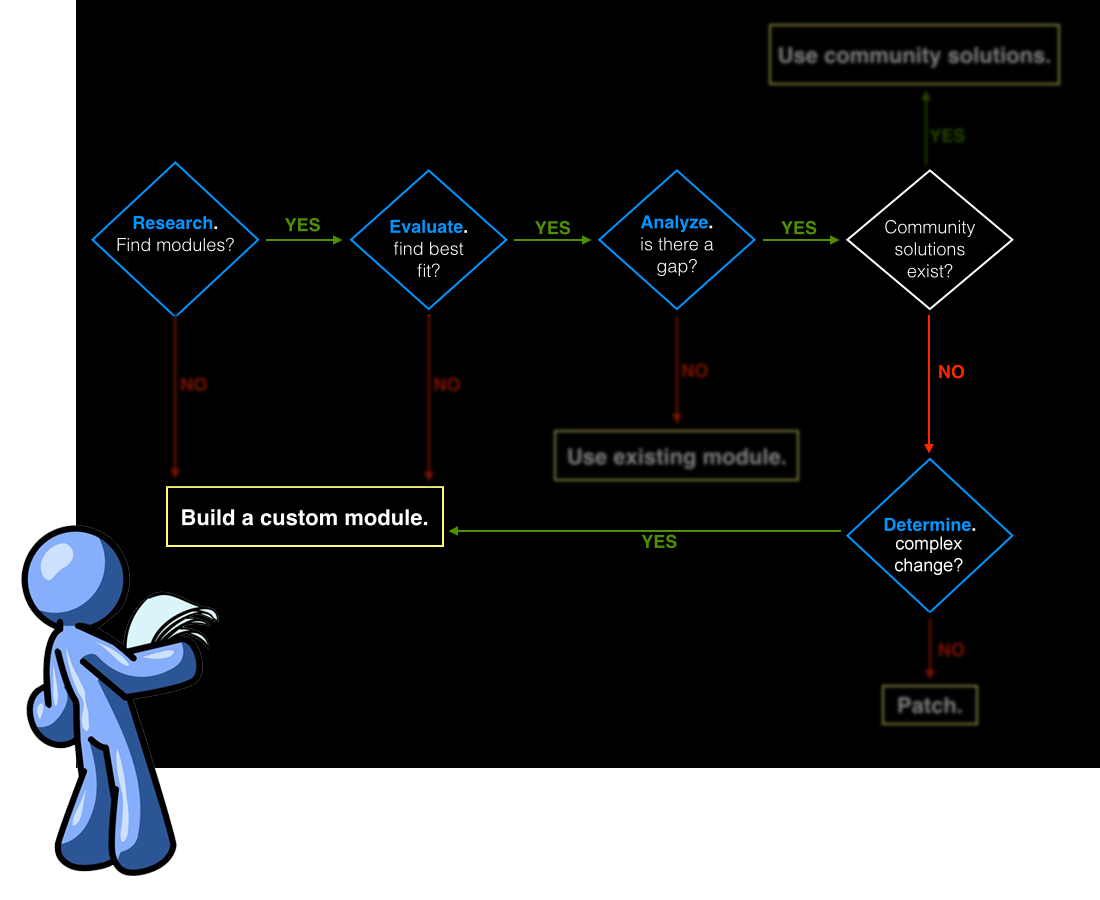 Use community solutions.
YES
Research.
Find modules?
YES
Evaluate.
find best
fit?
YES
Analyze.
is there a
gap?
YES
Community
solutions
exist?
NO
NO
NO
NO
Use existing module.
Build a custom module.
YES
Determine.
complex
change?
NO
Patch.